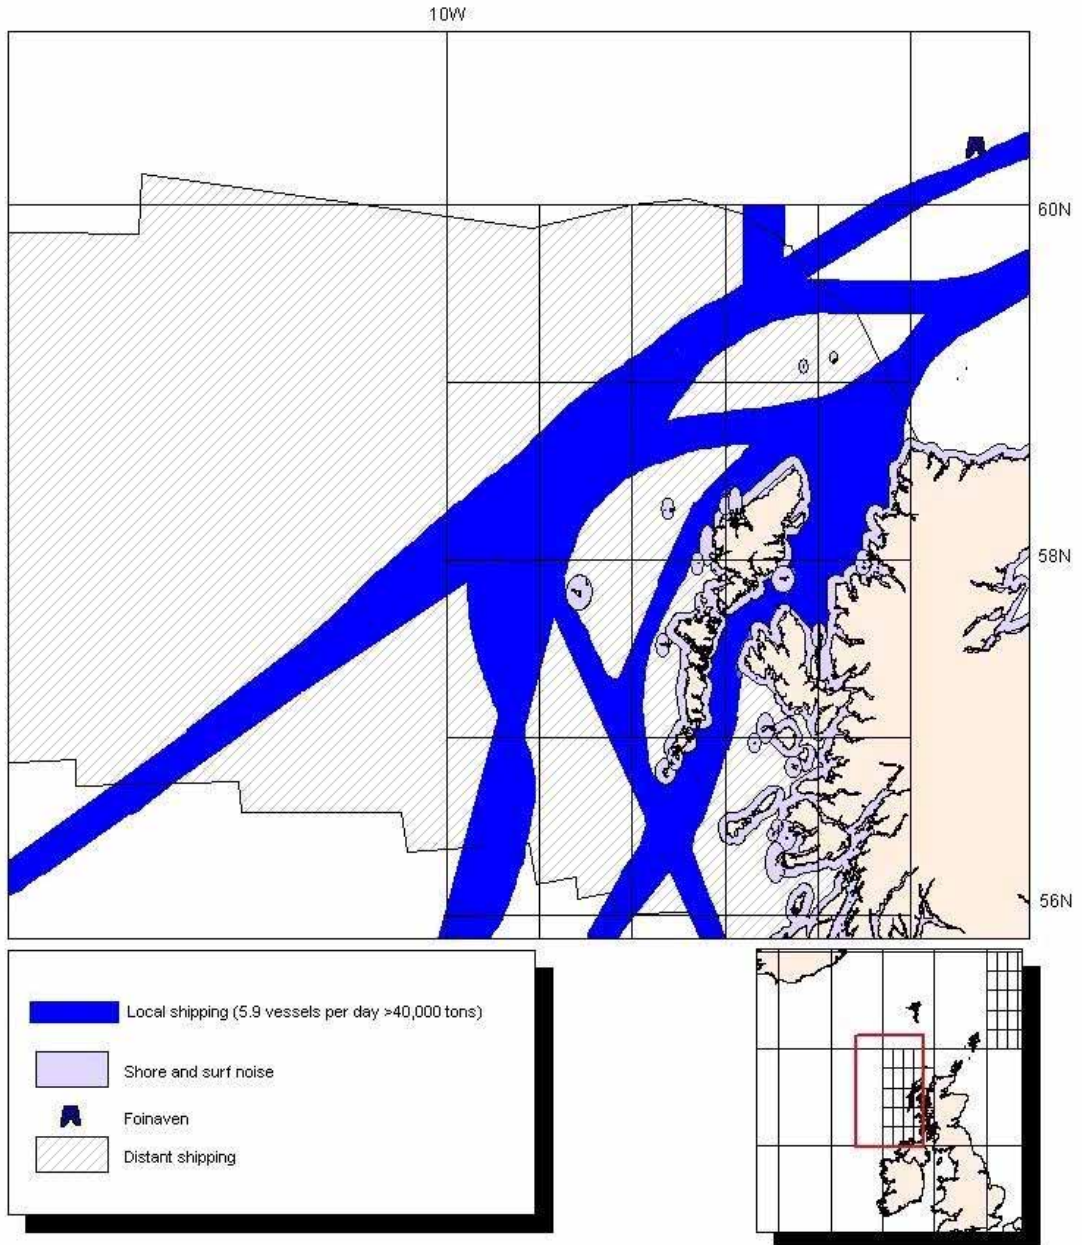 10W
60N
58N
56N
Local shipping (5.9 vessels per day >40,000 tons)
Shore and surf noise
Foinaven
Distant shipping